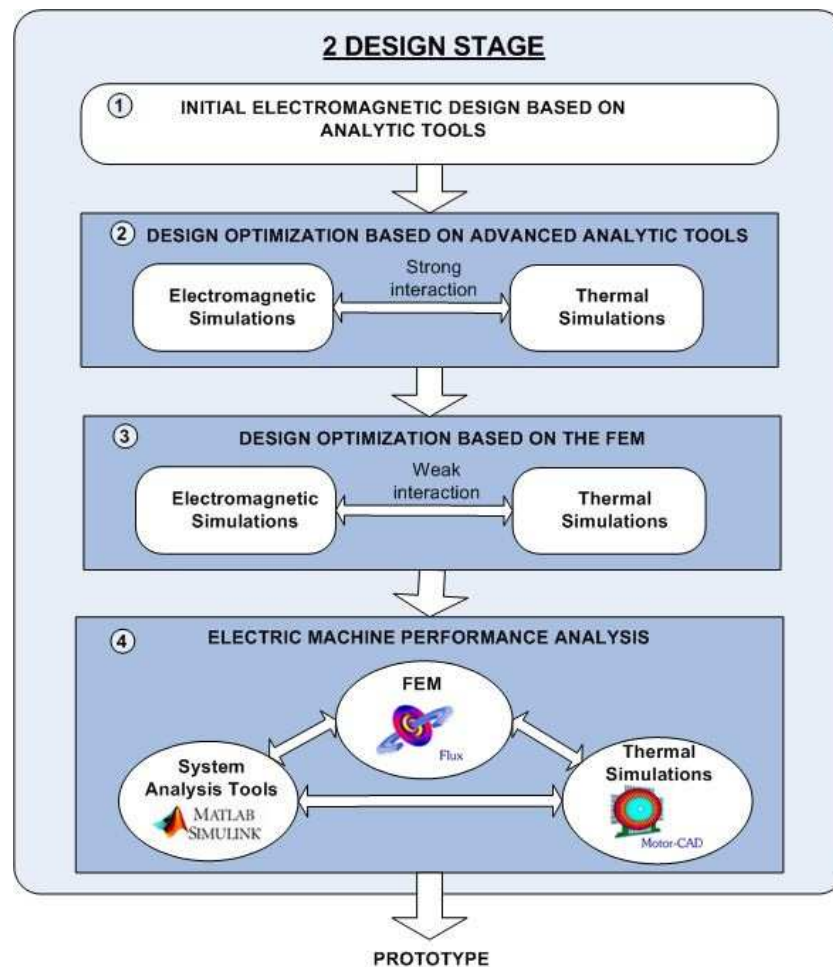 2 DESIGN STAGE
1
INITIAL ELECTROMAGNETIC DESIGN BASED ON
ANALYTIC TOOLS
2
DESIGN OPTIMIZATION BASED ON ADVANCED ANALYTIC TOOLS
Electromagnetic
Simulations
Strong
interaction
Thermal
Simulations
3
DESIGN OPTIMIZATION BASED ON THE FEM
Electromagnetic
Simulations
Weak
interaction
Thermal
Simulations
4
ELECTRIC MACHINE PERFORMANCE ANALYSIS
FEM
Flux
System
Analysis Tools
MATLAB
SIMULINK
Thermal
Simulations
Motor-CAD
PROTOTYPE